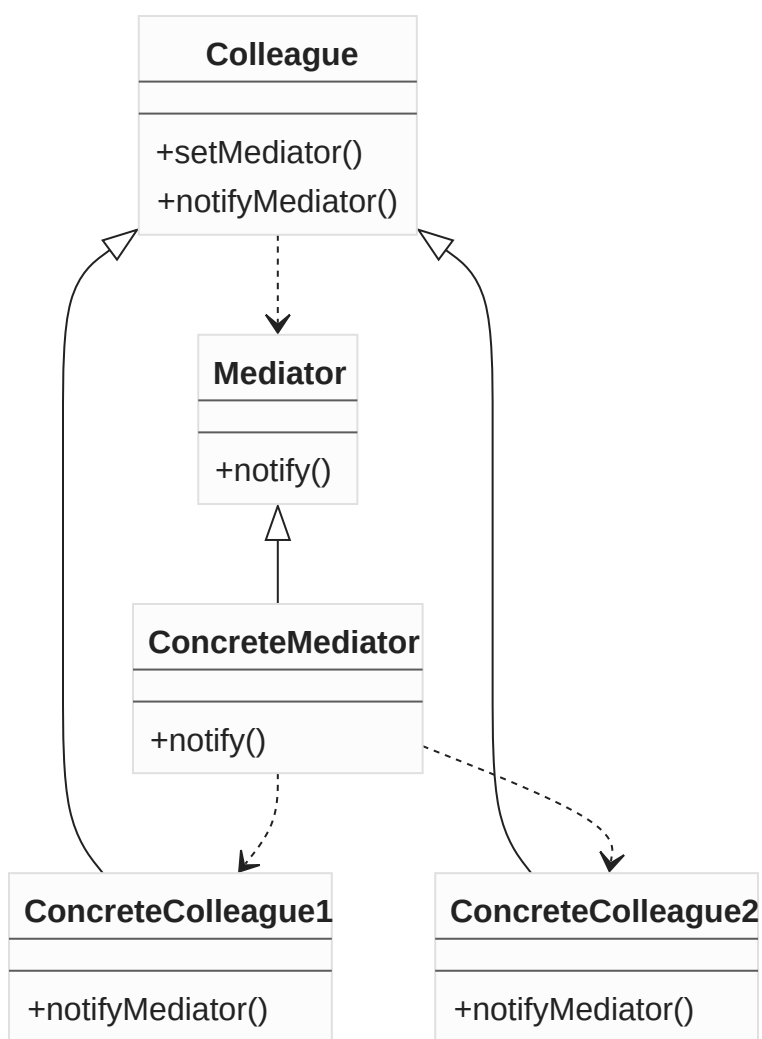 Colleague
+setMediator()
+notifyMediator()
Mediator
+notify()
ConcreteMediator
+notify()
ConcreteColleague1
+notifyMediator()
ConcreteColleague2
+notifyMediator()